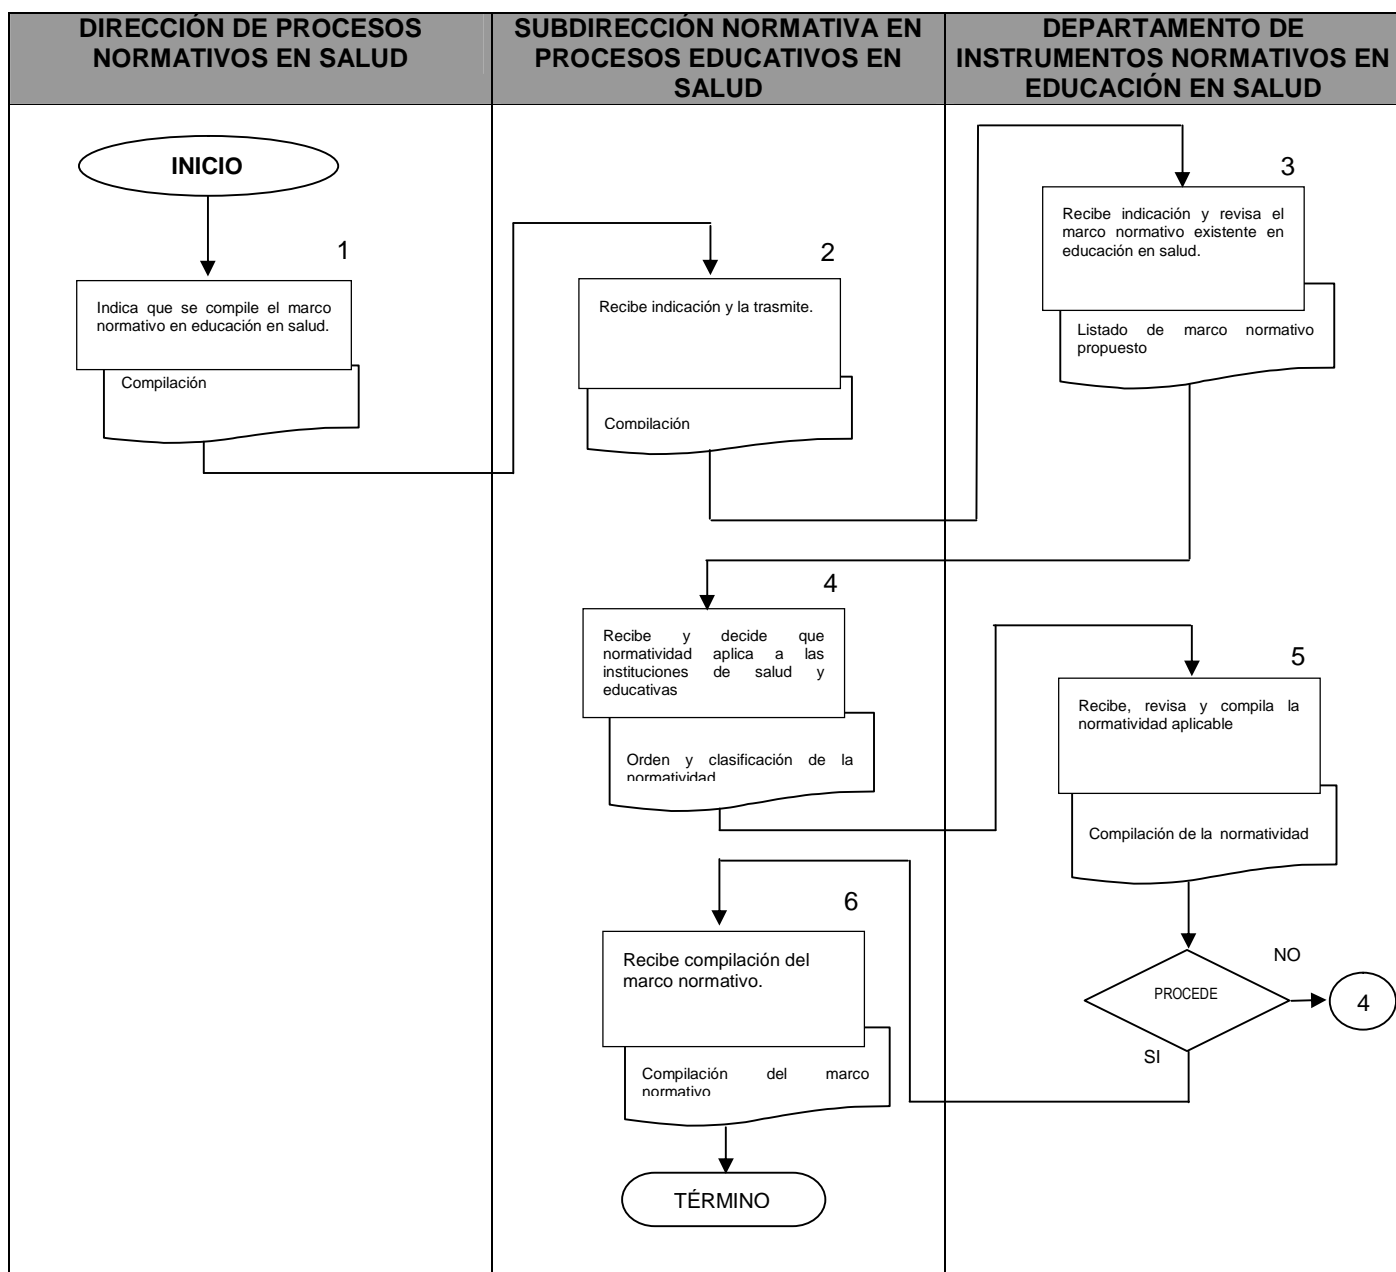 DIRECCIÓN DE PROCESOS
NORMATIVOS EN SALUD
SUBDIRECCIÓN NORMATIVA EN
PROCESOS EDUCATIVOS EN
SALUD
DEPARTAMENTO DE
INSTRUMENTOS NORMATIVOS EN
EDUCACIÓN EN SALUD
INICIO
1
Indica que se compile el marco
normativo en educación en salud.
Compilación
2
Recibe indicación y la trasmite.
Compilación
3
Recibe indicación y revisa el
marco normativo existente en
educación en salud.
Listado de marco normativo
propuesto
4
Recibe y decide que
normatividad aplica a las
instituciones de salud y
educativas
Orden y clasificación de la
normatividad
5
Recibe, revisa y compila la
normatividad aplicable
Compilación de la normatividad
PROCEDE
NO
4
SI
6
Recibe compilación del
marco normativo.
Compilación del marco
normativo
TÉRMINO